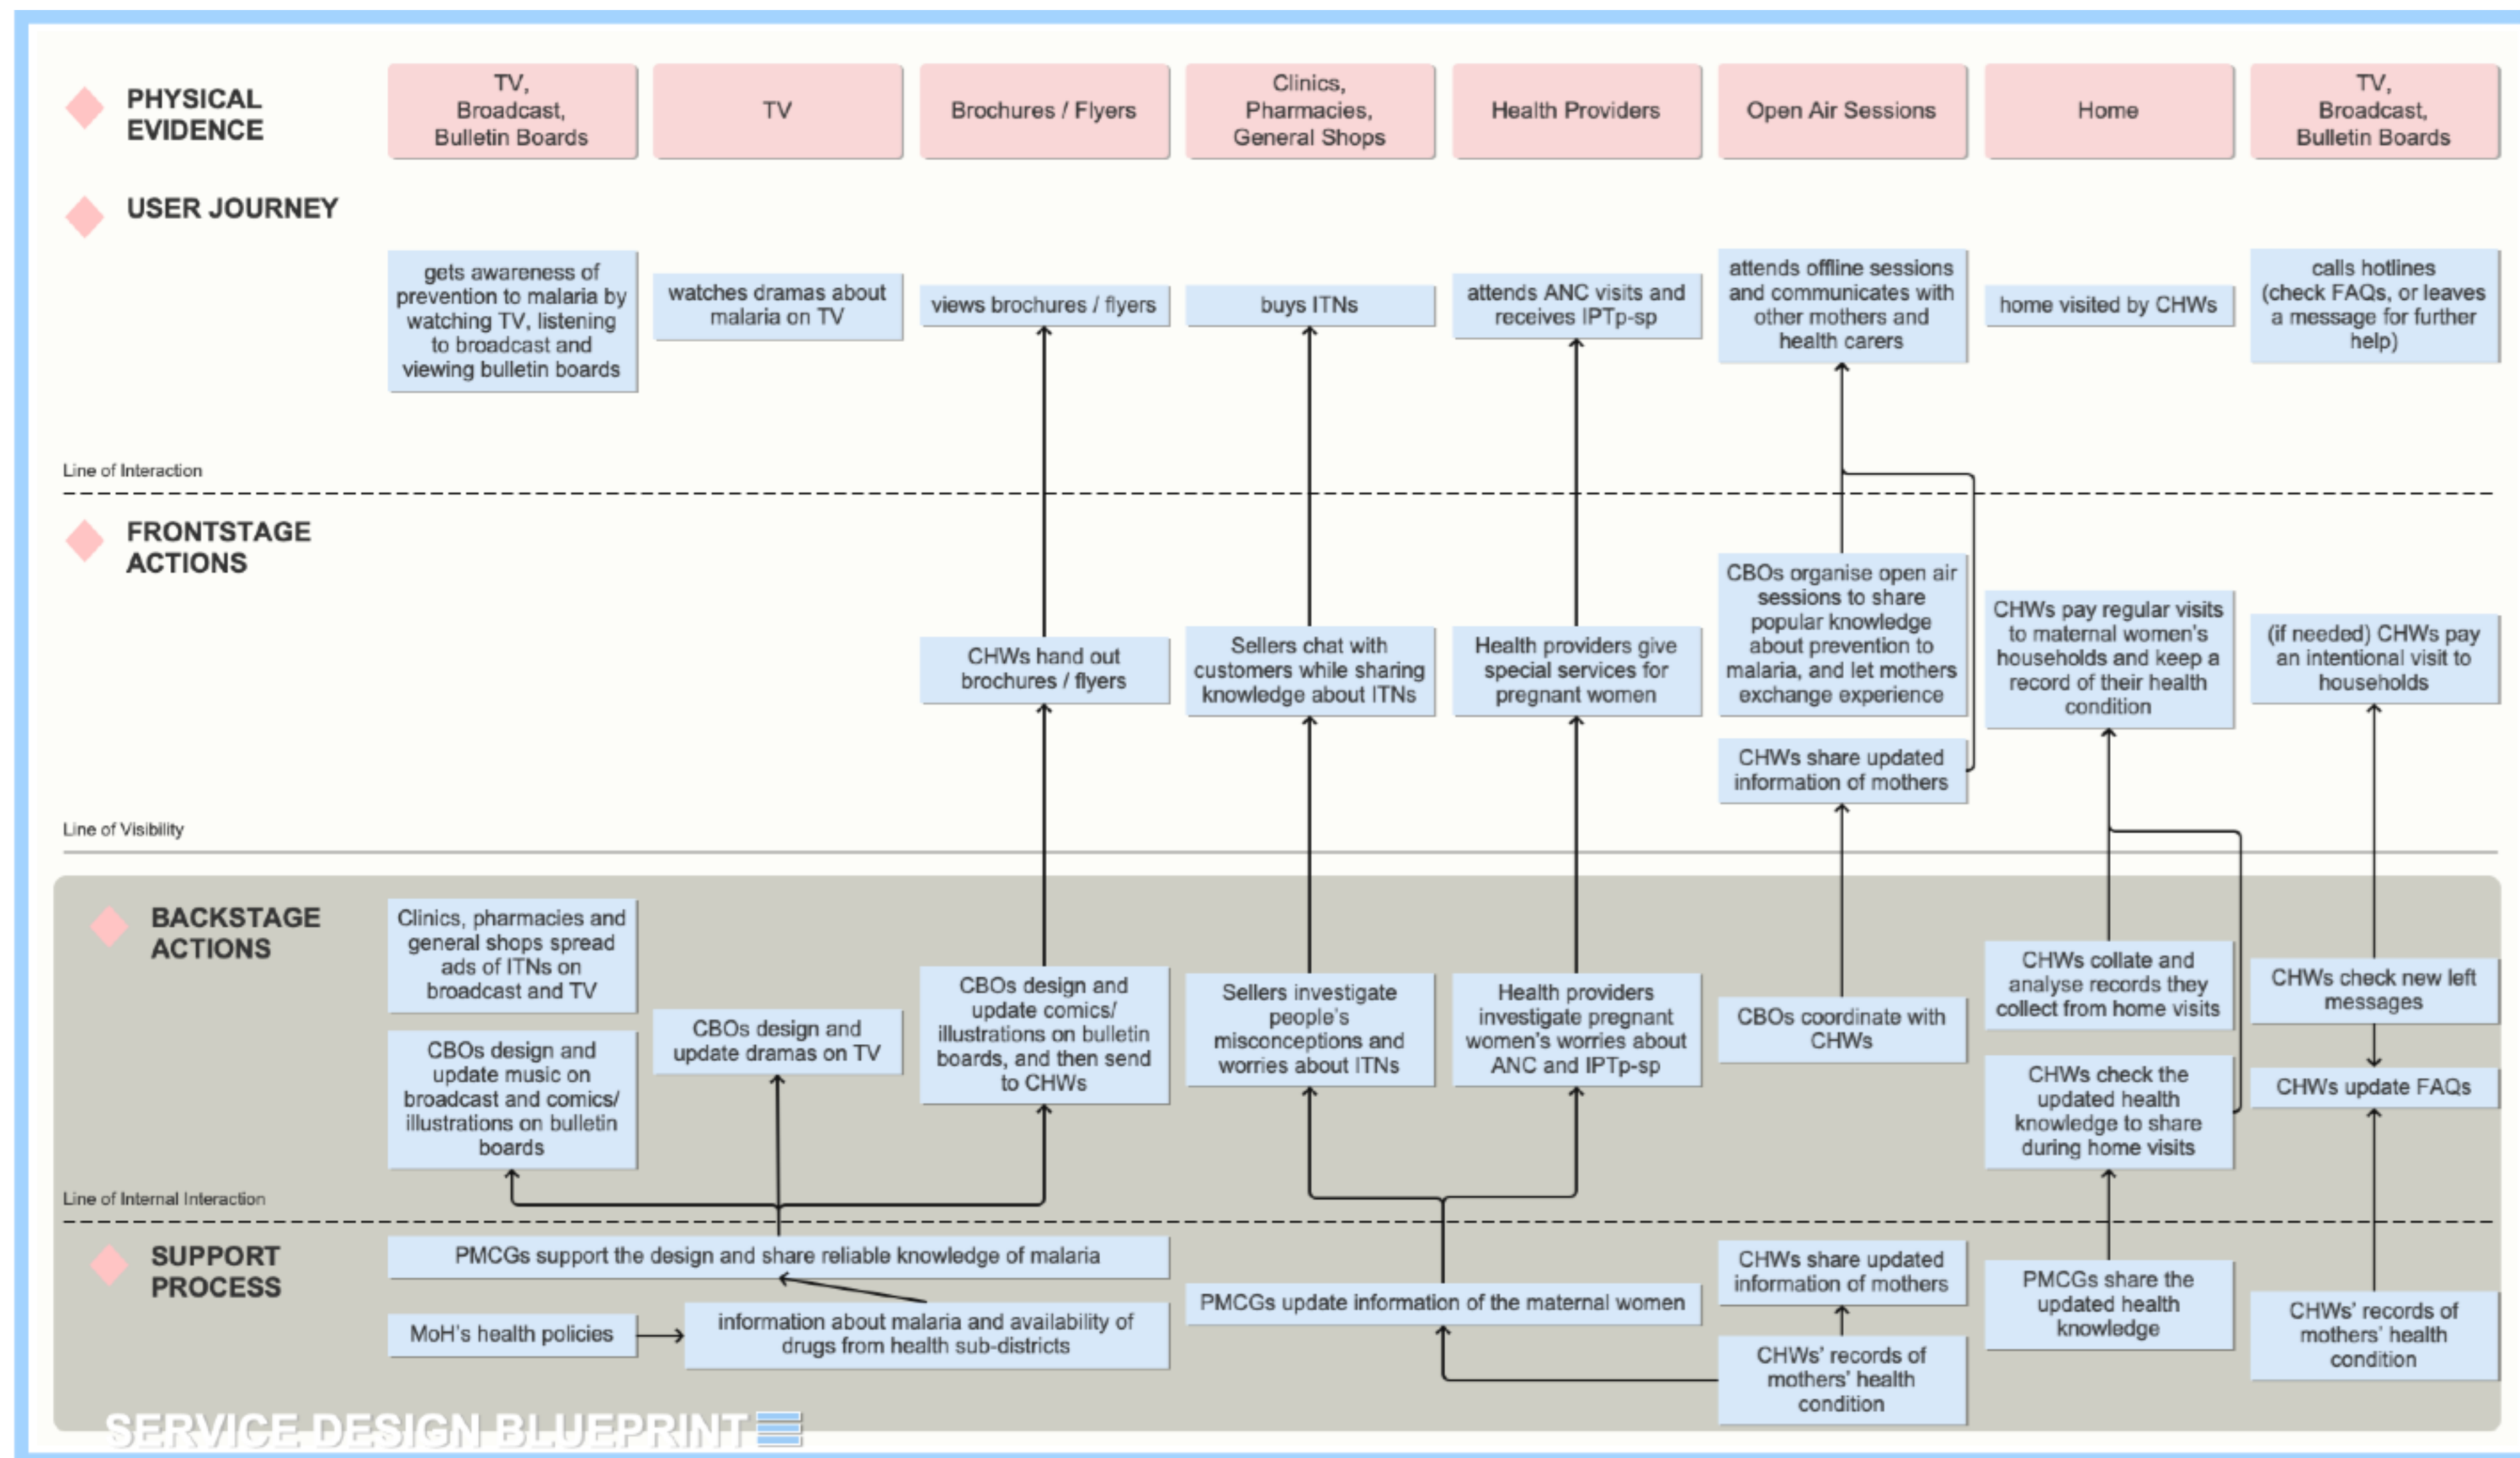 PHYSICAL
EVIDENCE
TV,
Broadcast,
Bulletin Boards
TV
Brochures / Flyers
Clinics,
Pharmacies,
General Shops
Health Providers
Open Air Sessions
Home
TV,
Broadcast,
Bulletin Boards
USER JOURNEY
gets awareness of
prevention to malaria by
watching TV, listening
to broadcast and
viewing bulletin boards
watches dramas about
malaria on TV
views brochures / flyers
buys ITNs
attends ANC visits and
receives IPTp-sp
attends offline sessions
and communicates with
other mothers and
health carers
home visited by CHWs
calls hotlines
(check FAQs, or leaves
a message for further
help)
Line of Interaction
FRONTSTAGE
ACTIONS
CHWs hand out
brochures / flyers
Sellers chat with
customers while sharing
knowledge about ITNs
Health providers give
special services for
pregnant women
CBOs organise open air
sessions to share
popular knowledge
about prevention to
malaria, and let mothers
exchange experience
CHWs share updated
information of mothers
CHWs pay regular visits
to maternal women's
households and keep a
record of their health
condition
(if needed) CHWs pay
an intentional visit to
households
Line of Visibility
BACKSTAGE
ACTIONS
Clinics, pharmacies and
general shops spread
ads of ITNs on
broadcast and TV
CBOs design and
update music on
broadcast and comics/
illustrations on bulletin
boards
CBOs design and
update dramas on TV
CBOs design and
update comics/
illustrations on bulletin
boards, and then send
to CHWs
Sellers investigate
people's
misconceptions and
worries about ITNs
Health providers
investigate pregnant
women's worries about
ANC and IPTp-sp
CBOs coordinate with
CHWs
CHWs collate and
analyse records they
collect from home visits
CHWs check the
updated health
knowledge to share
during home visits
CHWs check new left
messages
CHWs update FAQs
Line of Internal Interaction
SUPPORT
PROCESS
PMCGs support the design and share reliable knowledge of malaria
MoH's health policies
information about malaria and availability of
drugs from health sub-districts
PMCGs update information of the maternal women
CHWs share updated
information of mothers
CHWs' records of
mothers' health
condition
PMCGs share the
updated health
knowledge
CHWs' records of
mothers' health
condition
SERVICE DESIGN BLUEPRINT